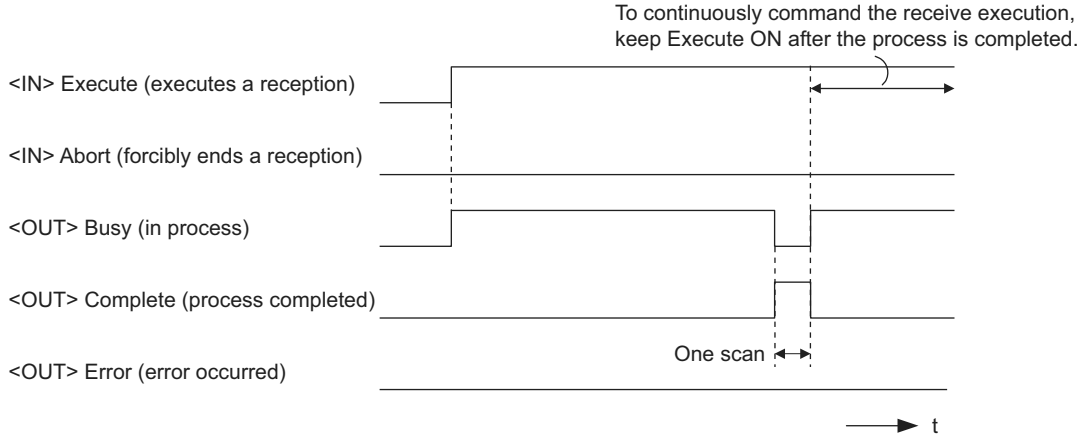 To continuously command the receive execution,
keep Execute ON after the process is completed.
<IN> Execute (executes a reception)
<IN> Abort (forcibly ends a reception)
<OUT> Busy (in process)
<OUT> Complete (process completed)
One scan
<OUT> Error (error occurred)
t